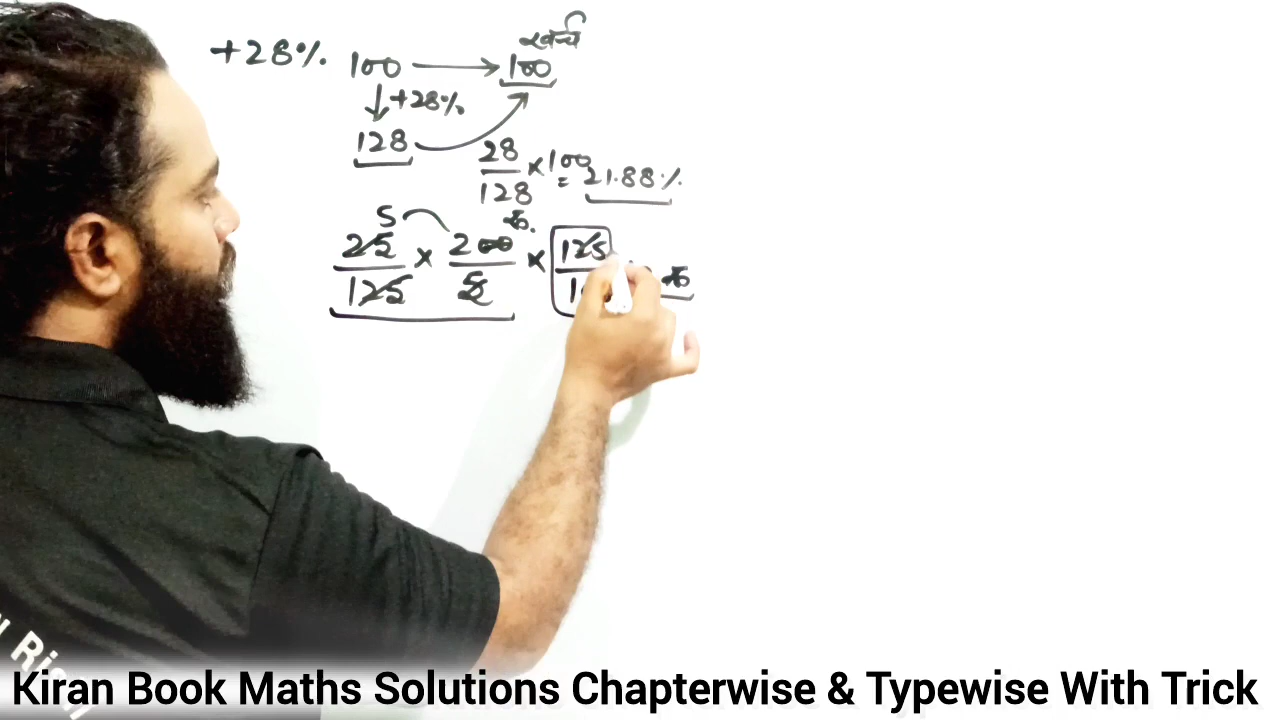 खर्च
+28% 100 → 100
↓ +28%
128
28/128 × 100 = 21.88%
5 रु.
25/125 × 200/5 × 125
रु
Kiran Book Maths Solutions Chapterwise & Typewise With Trick